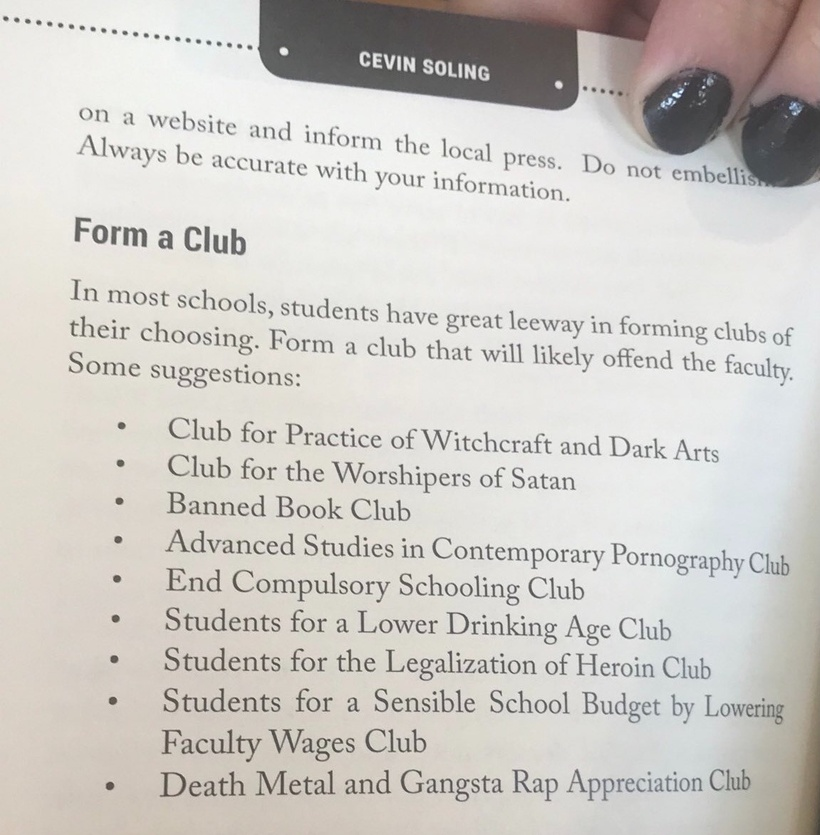 CEVIN SOLING
on a website and inform the local press. Do not
Always be accurate with your information.
Form a Club
In most schools, students have great leeway in forming clubs of
their choosing. Form a club that will likely offend the faculty.
Some suggestions:
• Club for Practice of Witchcraft and Dark Arts
• Club for the Worshipers of Satan
• Banned Book Club
• Advanced Studies in Contemporary Pornography Club
• End Compulsory Schooling Club
• Students for a Lower Drinking Age Club
• Students for the Legalization of Heroin Club
• Students for a Sensible School Budget by Lowering
Faculty Wages Club
• Death Metal and Gangsta Rap Appreciation Club